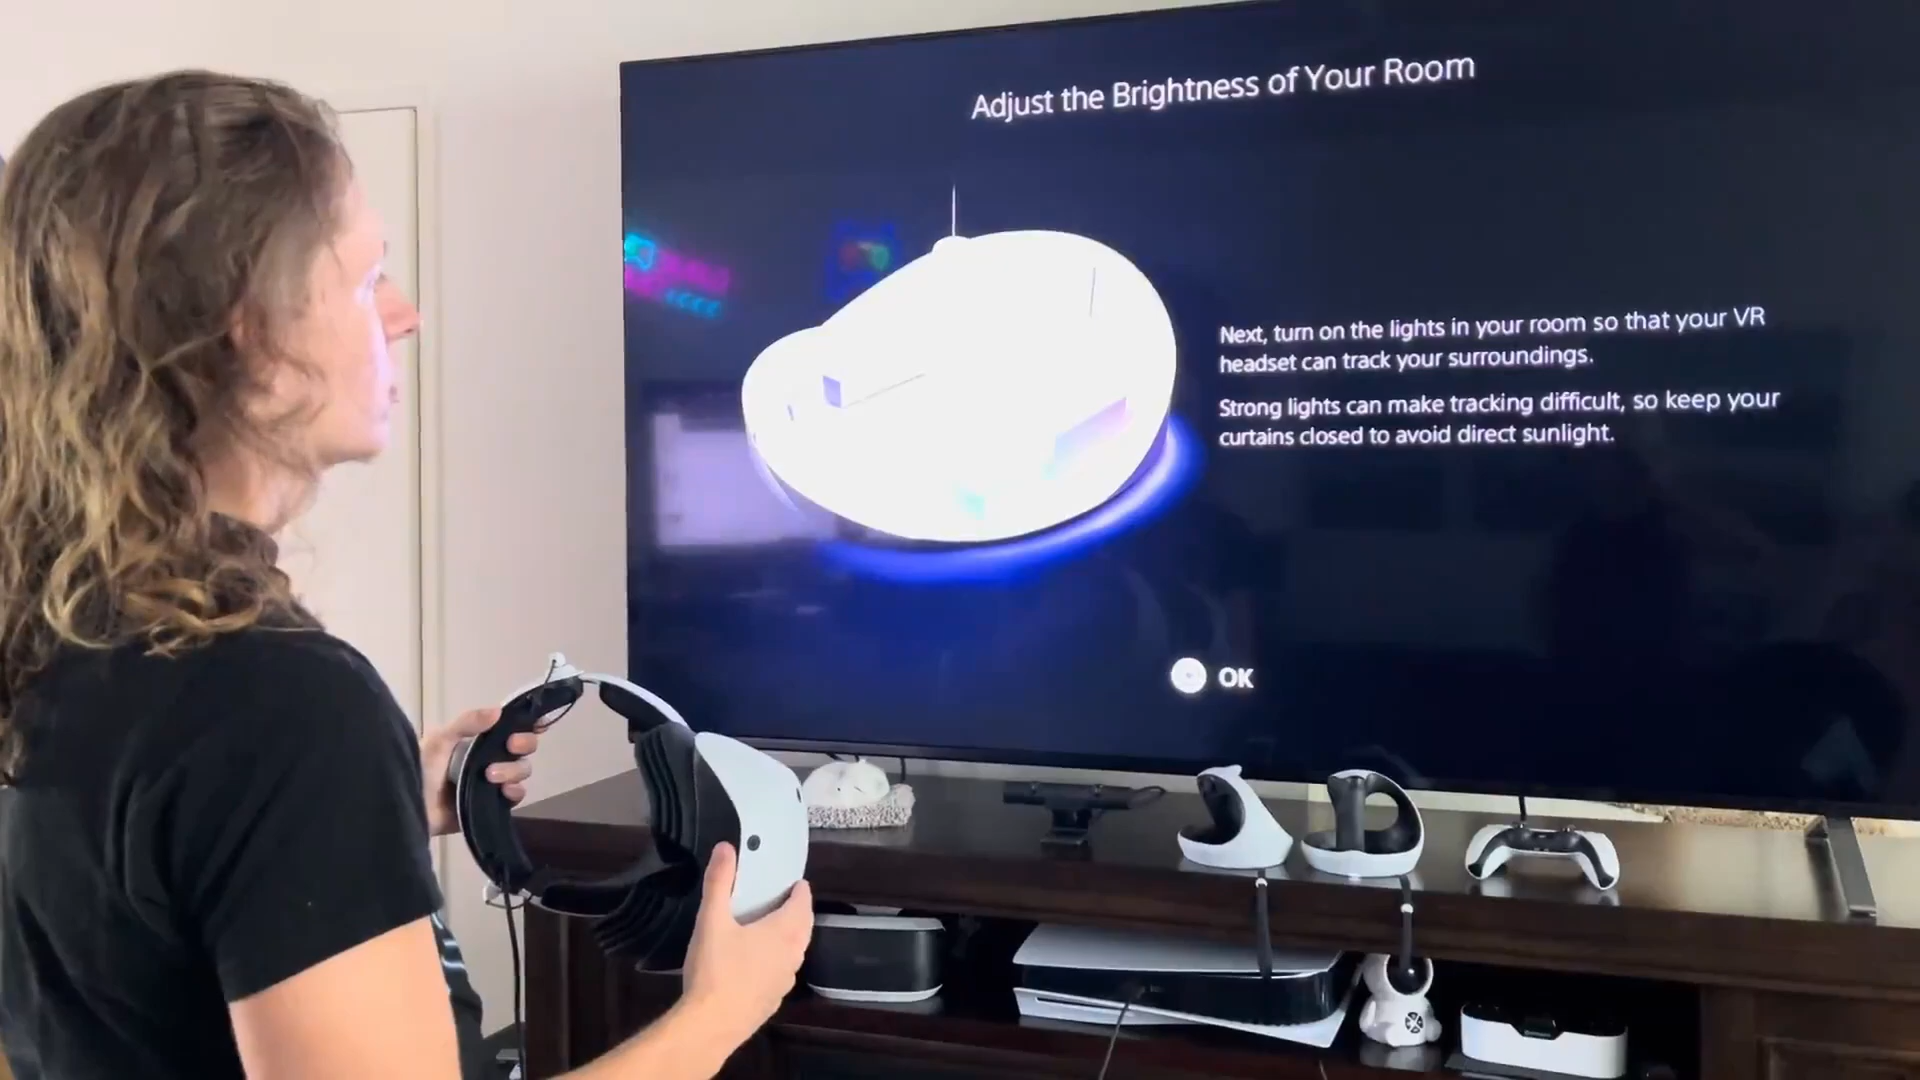 Adjust the Brightness of Your Room
Next, turn on the lights in your room so that your VR
headset can track your surroundings.
Strong lights can make tracking difficult, so keep your
curtains closed to avoid direct sunlight.
OK